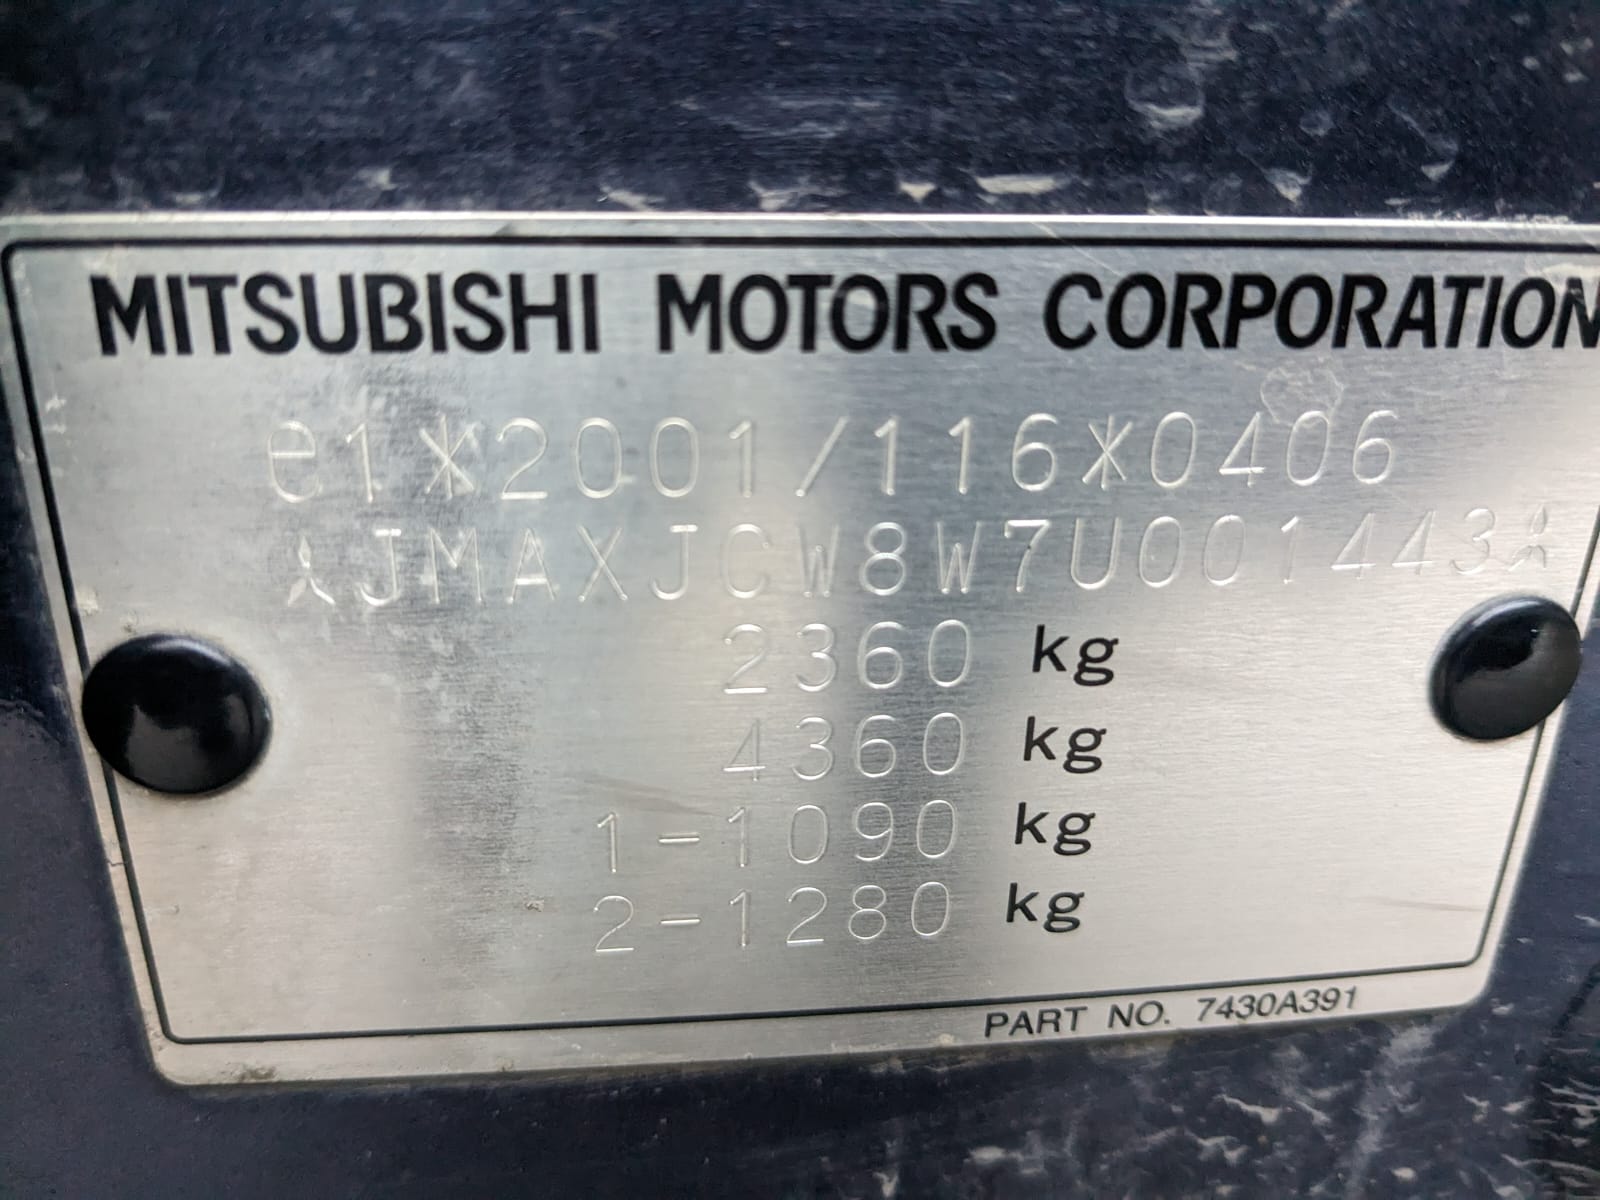 MITSUBISHI MOTORS CORPORATION
e1*2001/116*0406
JMAXJCW8W7U001443
2360 kg
4360 kg
1-1090 kg
2-1280 kg
PART NO. 7430A391